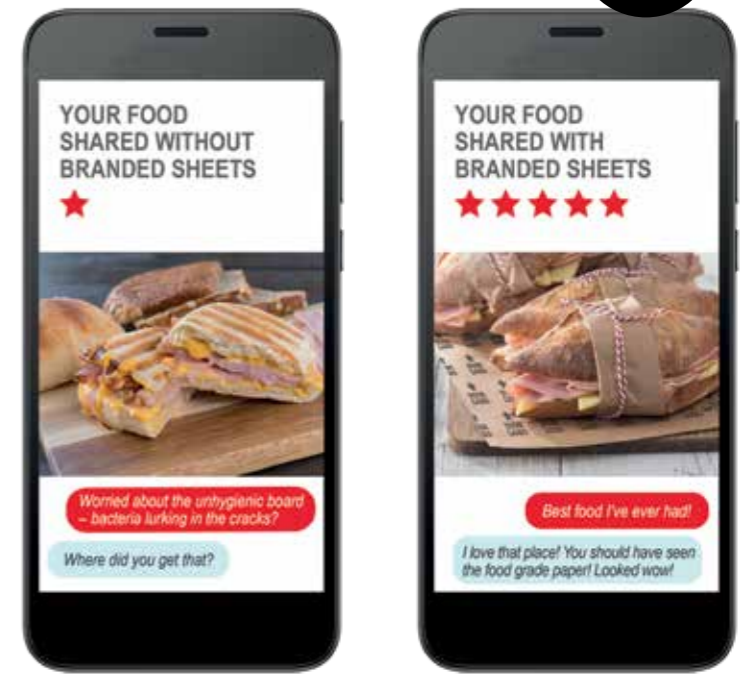 YOUR FOOD
SHARED WITHOUT
BRANDED SHEETS
Worried about the unhygienic board
– bacteria lurking in the cracks?
Where did you get that?
YOUR FOOD
SHARED WITH
BRANDED SHEETS
Best food I've ever had!
I love that place! You should have seen
the food grade paper! Looked wow!